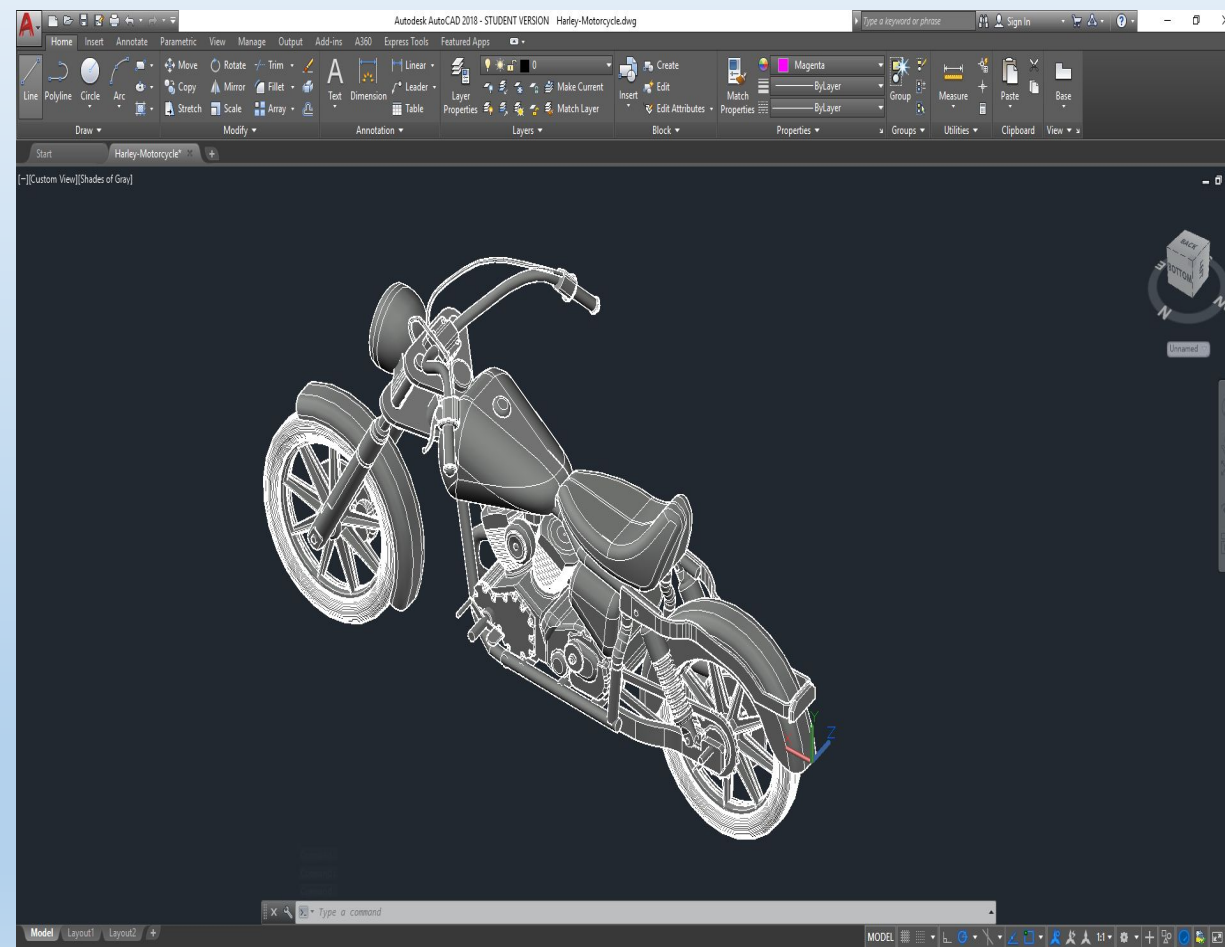 A
Autodesk AutoCAD 2018 - STUDENT VERSION Harley-Motorcycle.dwg
Type a keyword or phrase
Sign In
Home Insert Annotate Parametric View Manage Output Add-ins A360 Express Tools Featured Apps
Line Polyline Circle Arc
Move Rotate Trim
Copy Mirror Fillet
Stretch Scale Array
Text Dimension
Linear
Leader
Table
Layer Properties
0
Make Current
Match Layer
Insert
Create
Edit
Edit Attributes
Match Properties
Magenta
ByLayer
ByLayer
Group
Measure
Paste
Base
Draw Modify Annotation Layers Block Properties Groups Utilities Clipboard View
Start Harley-Motorcycle*
[-][Custom View][Shades of Gray]
BACK
BOTTOM
LEFT
E
N
N
Unnamed
Y
Z
Type a command
Model Layout1 Layout2 +
MODEL
1:1